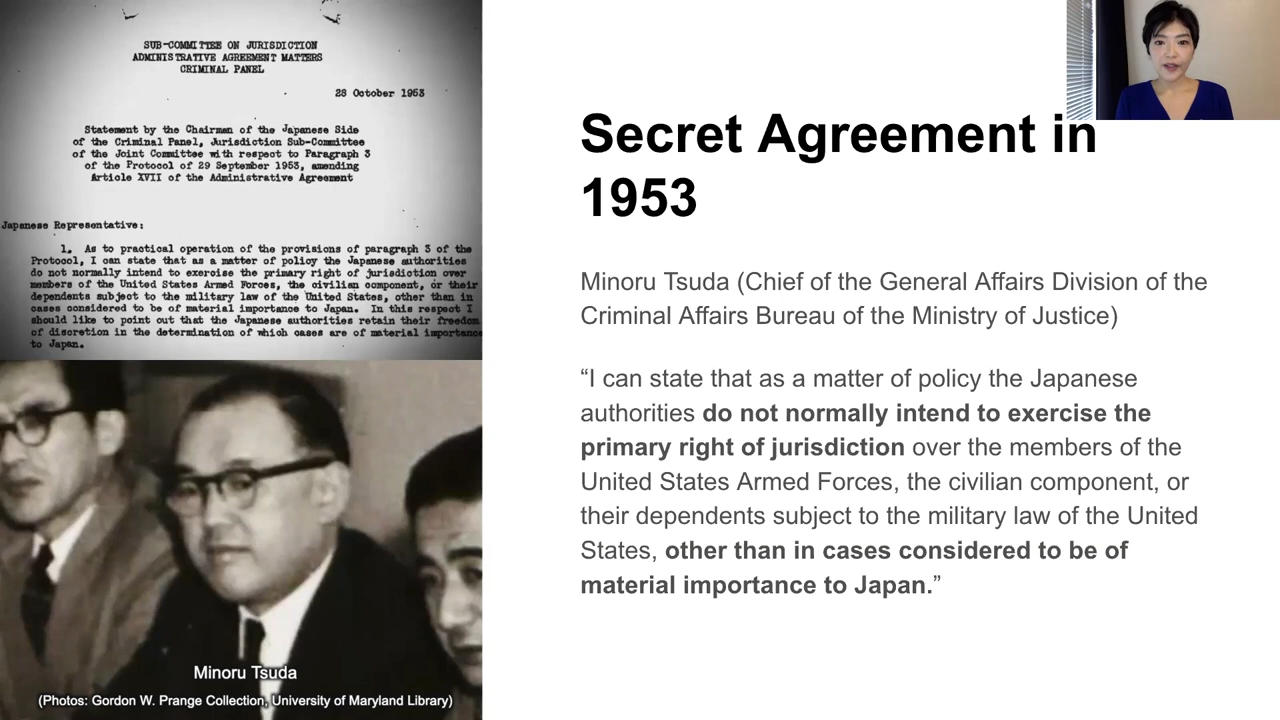 SUB-COMMITTEE ON JURISDICTION
ADMINISTRATIVE AGREEMENT MATTERS
CRIMINAL PANEL
28 October 1953
Statement by the Chairman of the Japanese Side
of the Criminal Panel, Jurisdiction Sub-Committee
of the Joint Committee with respect to Paragraph 3
of the Protocol of 29 September 1953, amending
Article XVII of the Administrative Agreement
Japanese Representative:
1. As to practical operation of the provisions of paragraph 3 of the
Protocol, I can state that as a matter of policy the Japanese authorities
do not normally intend to exercise the primary right of jurisdiction over
members of the United States Armed Forces, the civilian component, or their
dependents subject to the military law of the United States, other than in
cases considered to be of material importance to Japan. In this respect I
should like to point out that the Japanese authorities retain their freedom
of discretion in the determination of which cases are of material importance
to Japan.
Minoru Tsuda
(Photos: Gordon W. Prange Collection, University of Maryland Library)
Secret Agreement in
1953
Minoru Tsuda (Chief of the General Affairs Division of the
Criminal Affairs Bureau of the Ministry of Justice)
“I can state that as a matter of policy the Japanese
authorities do not normally intend to exercise the
primary right of jurisdiction over the members of the
United States Armed Forces, the civilian component, or
their dependents subject to the military law of the United
States, other than in cases considered to be of
material importance to Japan.”